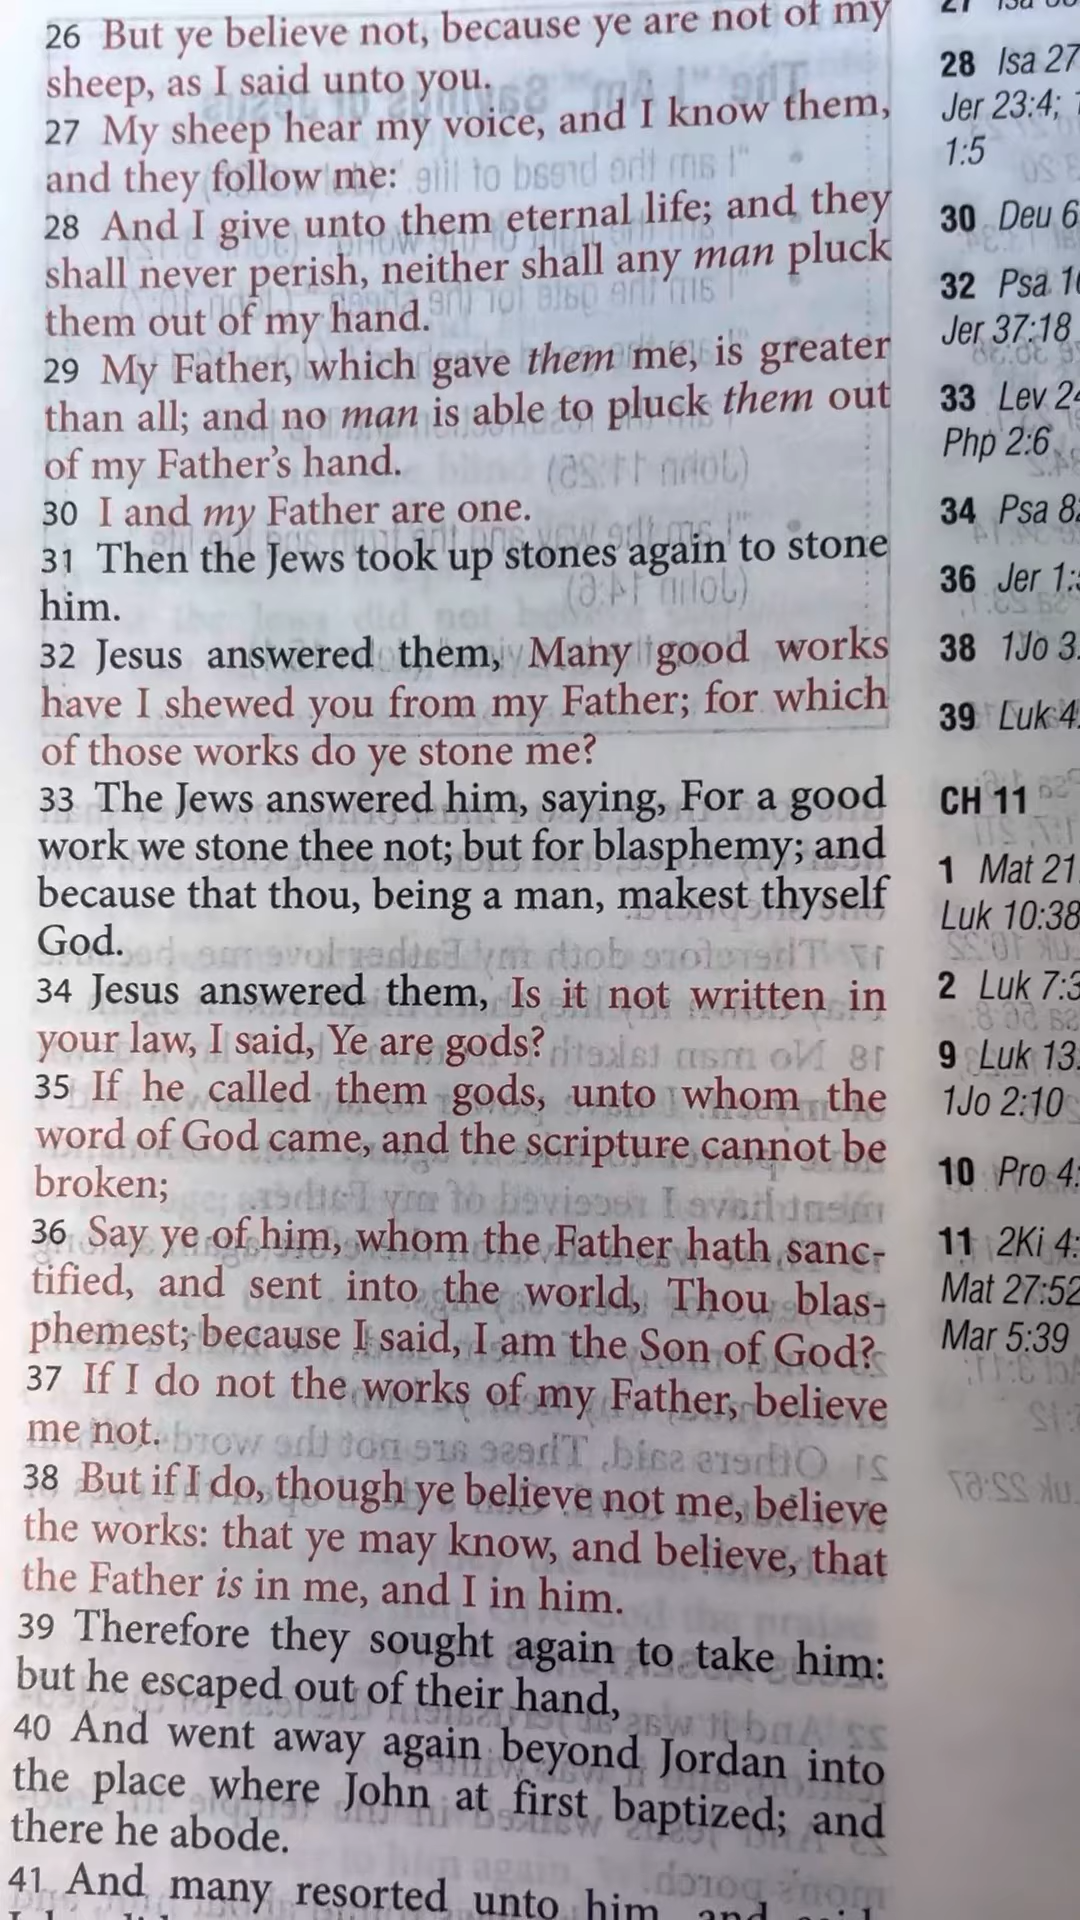 26 But ye believe not, because ye are not of my
sheep, as I said unto you.
27 My sheep hear my voice, and I know them,
and they follow me:
28 And I give unto them eternal life; and they
shall never perish, neither shall any man pluck
them out of my hand.
29 My Father, which gave them me, is greater
than all; and no man is able to pluck them out
of my Father's hand.
30 I and my Father are one.
31 Then the Jews took up stones again to stone
him.
32 Jesus answered them, Many good works
have I shewed you from my Father; for which
of those works do ye stone me?
33 The Jews answered him, saying, For a good
work we stone thee not; but for blasphemy; and
because that thou, being a man, makest thyself
God.
34 Jesus answered them, Is it not written in
your law, I said, Ye are gods?
35 If he called them gods, unto whom the
word of God came, and the scripture cannot be
broken;
36 Say ye of him, whom the Father hath sanc-
tified, and sent into the world, Thou blas-
phemest; because I said, I am the Son of God?
37 If I do not the works of my Father, believe
me not.
38 But if I do, though ye believe not me, believe
the works: that ye may know, and believe, that
the Father is in me, and I in him.
39 Therefore they sought again to take him:
but he escaped out of their hand,
40 And went away again beyond Jordan into
the place where John at first baptized; and
there he abode.
41 And many resorted unto him, and
28 Isa 27
Jer 23:4;
1:5
30 Deu 6
32 Psa
Jer 37:18
33 Lev
Php 2:6
34 Psa
36 Jer 1:
38 1Jo 3
39 Luk 4
CH 11
1 Mat 21
Luk 10:38
2 Luk 7:3
9 Luk 13
1Jo 2:10
10 Pro 4:
11 2Ki 4:
Mat 27:52
Mar 5:39